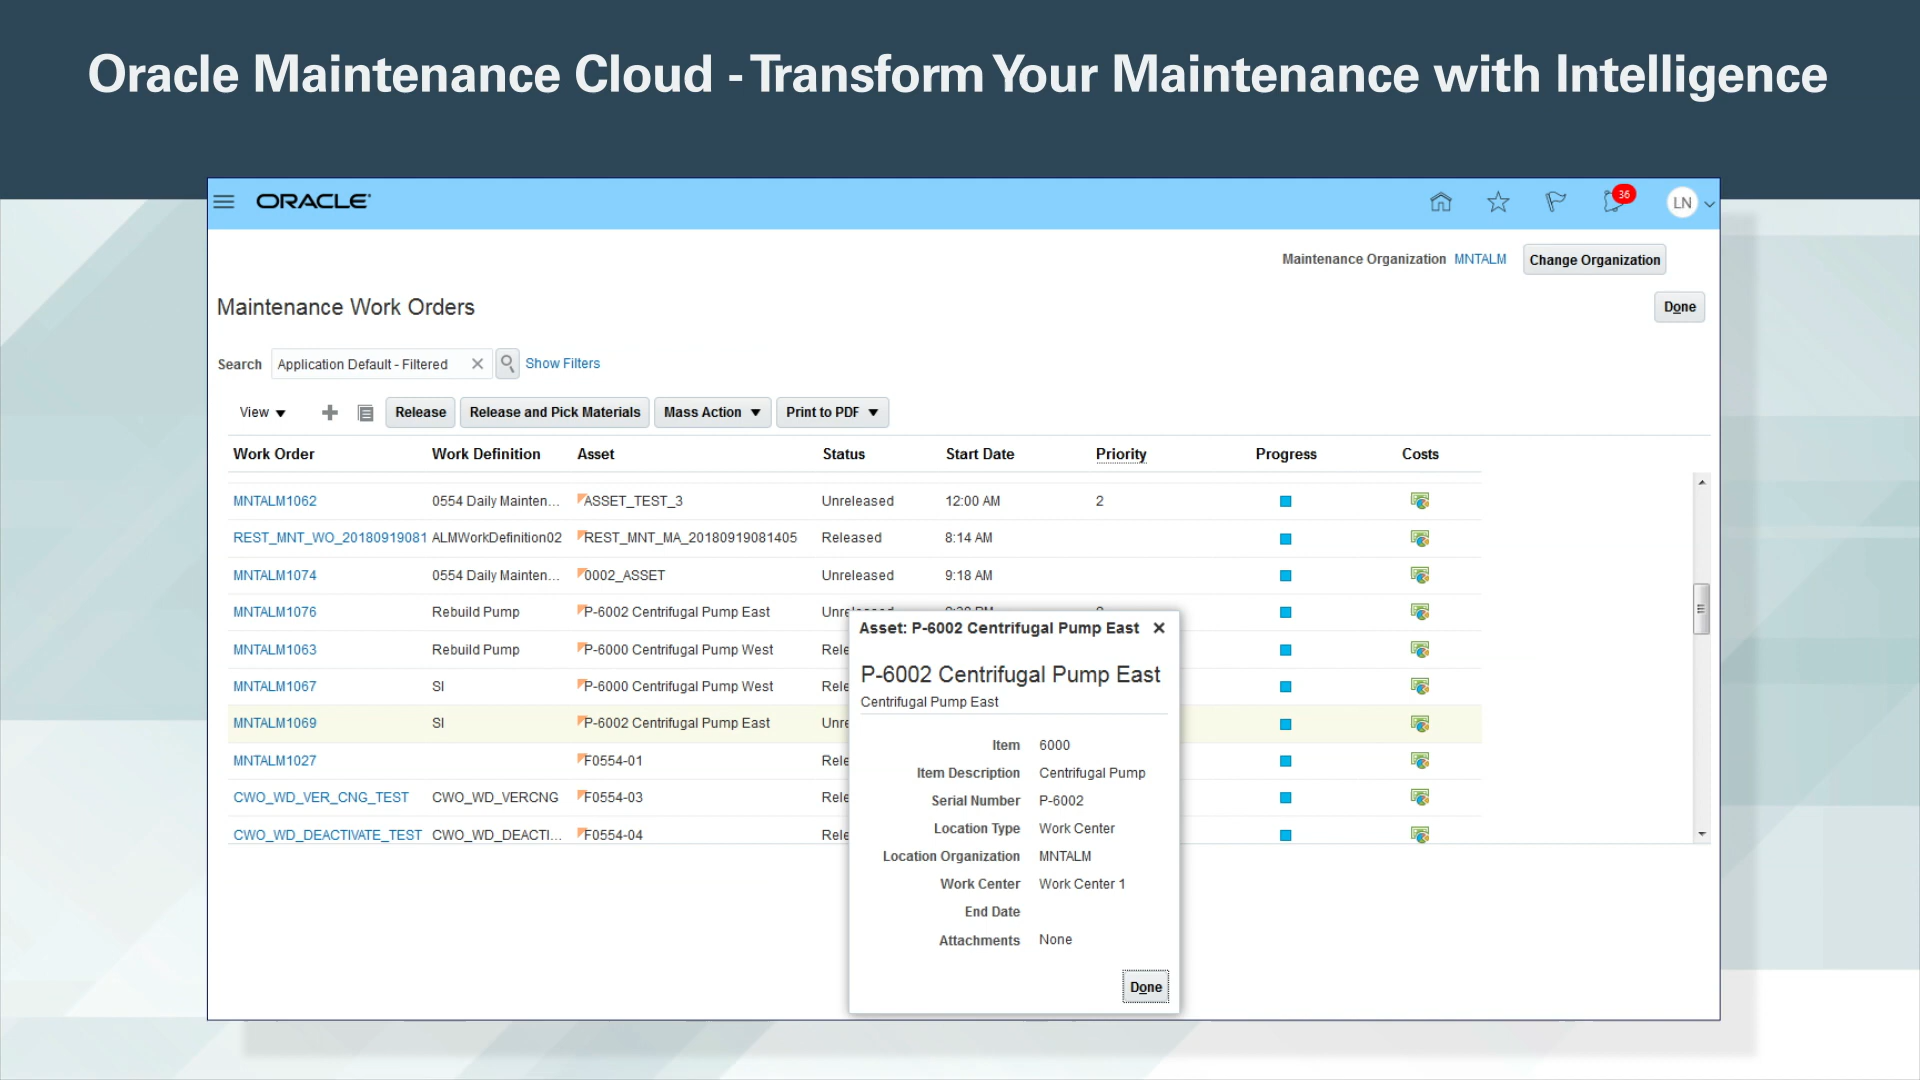 Oracle Maintenance Cloud - Transform Your Maintenance with Intelligence
ORACLE
36
LN
Maintenance Organization MNTALM Change Organization
Maintenance Work Orders
Done
Search Application Default - Filtered Show Filters
View Release Release and Pick Materials Mass Action Print to PDF
Work Order Work Definition Asset Status Start Date Priority Progress Costs
MNTALM1062 0554 Daily Mainten... ASSET_TEST_3 Unreleased 12:00 AM 2
REST_MNT_WO_20180919081 ALMWorkDefinition02 REST_MNT_MA_20180919081405 Released 8:14 AM
MNTALM1074 0554 Daily Mainten... 0002_ASSET Unreleased 9:18 AM
MNTALM1076 Rebuild Pump P-6002 Centrifugal Pump East
MNTALM1063 Rebuild Pump P-6000 Centrifugal Pump West Rele
MNTALM1067 SI P-6000 Centrifugal Pump West Rele
MNTALM1069 SI P-6002 Centrifugal Pump East Unre
MNTALM1027 F0554-01 Rele
CWO_WD_VER_CNG_TEST CWO_WD_VERCNG F0554-03 Rele
CWO_WD_DEACTIVATE_TEST CWO_WD_DEACTI... F0554-04 Rele
Asset: P-6002 Centrifugal Pump East
P-6002 Centrifugal Pump East
Centrifugal Pump East
Item 6000
Item Description Centrifugal Pump
Serial Number P-6002
Location Type Work Center
Location Organization MNTALM
Work Center Work Center 1
End Date
Attachments None
Done